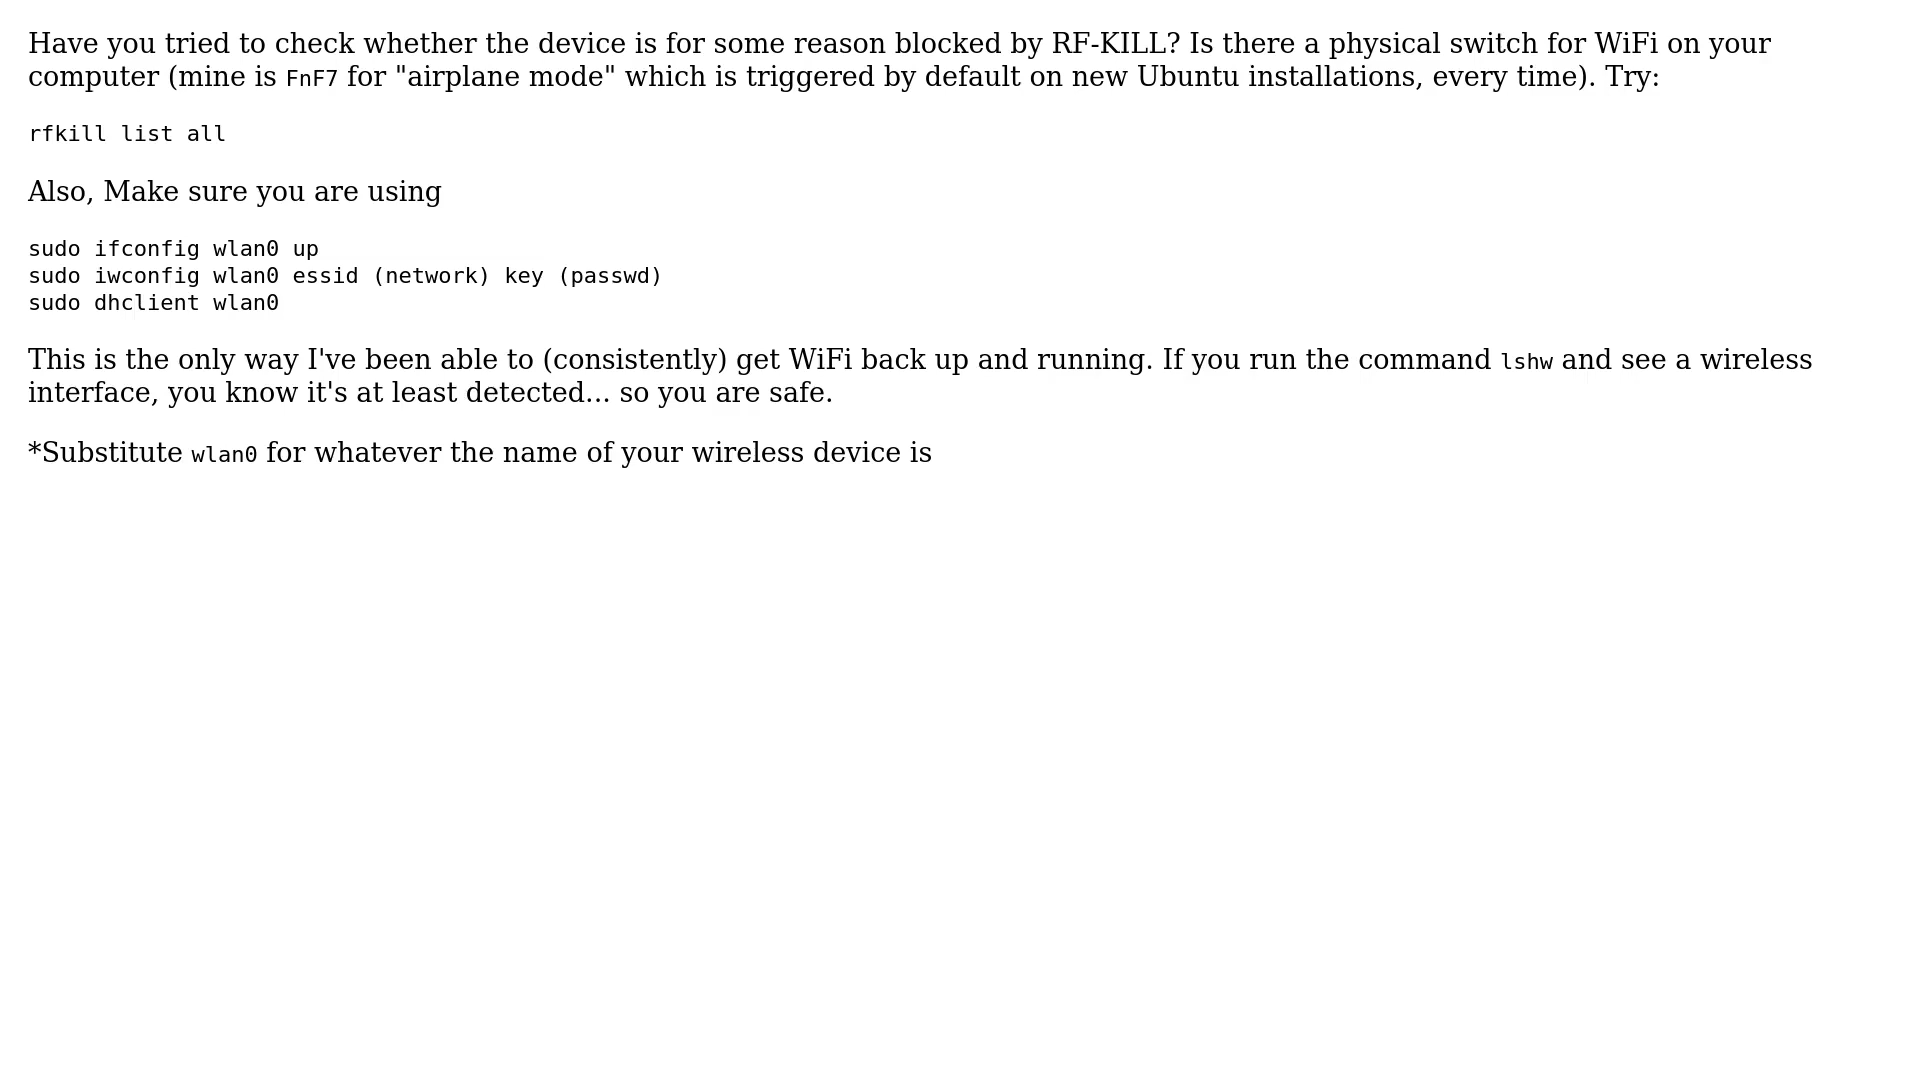 Have you tried to check whether the device is for some reason blocked by RF-KILL? Is there a physical switch for WiFi on your
computer (mine is FnF7 for "airplane mode" which is triggered by default on new Ubuntu installations, every time). Try:
rfkill list all
Also, Make sure you are using
sudo ifconfig wlan0 up
sudo iwconfig wlan0 essid (network) key (passwd)
sudo dhclient wlan0
This is the only way I've been able to (consistently) get WiFi back up and running. If you run the command lshw and see a wireless
interface, you know it's at least detected... so you are safe.
*Substitute wlan0 for whatever the name of your wireless device is